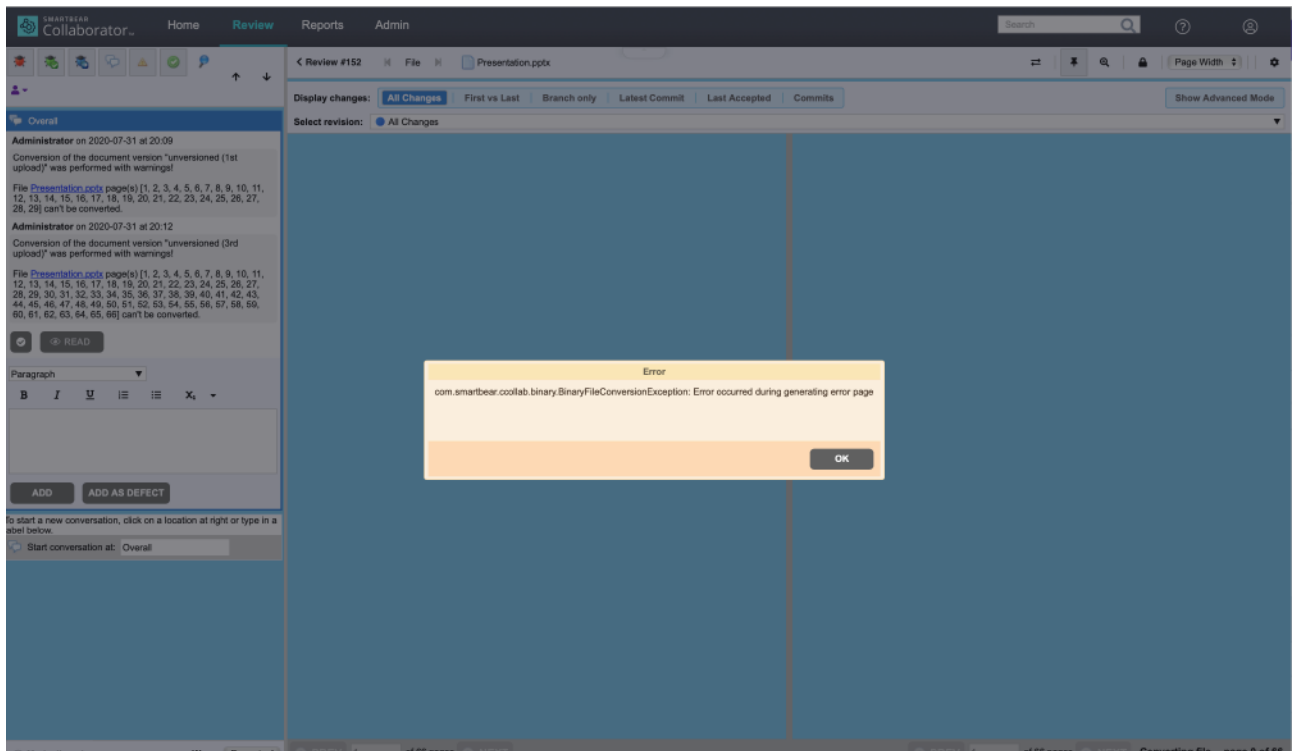 SMARTBEAR
Collaborator
Home Review Reports Admin
Search
< Review #152 File Presentation.pptx
Page Width
Display changes: All Changes First vs Last Branch only Latest Commit Last Accepted Commits
Show Advanced Mode
Select revision: All Changes
Overall
Administrator on 2020-07-31 at 20:09
Conversion of the document version "unversioned (1st
upload)" was performed with warnings!
File Presentation.pptx page(s) [1, 2, 3, 4, 5, 6, 7, 8, 9, 10, 11,
12, 13, 14, 15, 16, 17, 18, 19, 20, 21, 22, 23, 24, 25, 26, 27,
28, 29] can't be converted.
Administrator on 2020-07-31 at 20:12
Conversion of the document version "unversioned (3rd
upload)" was performed with warnings!
File Presentation.pptx page(s) [1, 2, 3, 4, 5, 6, 7, 8, 9, 10, 11,
12, 13, 14, 15, 16, 17, 18, 19, 20, 21, 22, 23, 24, 25, 26, 27,
28, 29, 30, 31, 32, 33, 34, 35, 36, 37, 38, 39, 40, 41, 42, 43,
44, 45, 46, 47, 48, 49, 50, 51, 52, 53, 54, 55, 56, 57, 58, 59,
60, 61, 62, 63, 64, 65, 66] can't be converted.
READ
Paragraph
B I U X₁
ADD ADD AS DEFECT
To start a new conversation, click on a location at right or type in a
label below.
Start conversation at: Overall
Error
com.smartbear.ccollab.binary.BinaryFileConversionException: Error occurred during generating error page
OK